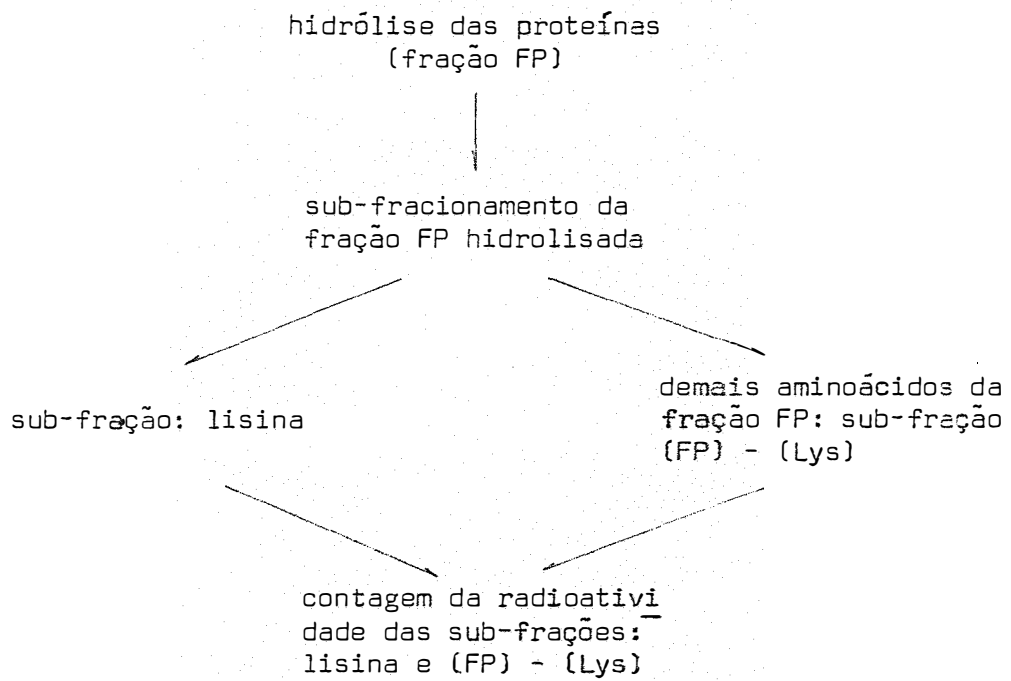 hidrólise das proteínas
(fração FP)
sub-fracionamento da
fração FP hidrolisada
sub-fração: lisina
demais aminoácidos da
fração FP: sub-fração
(FP) - (Lys)
contagem da radioativi
dade das sub-frações:
lisina e (FP) - (Lys)